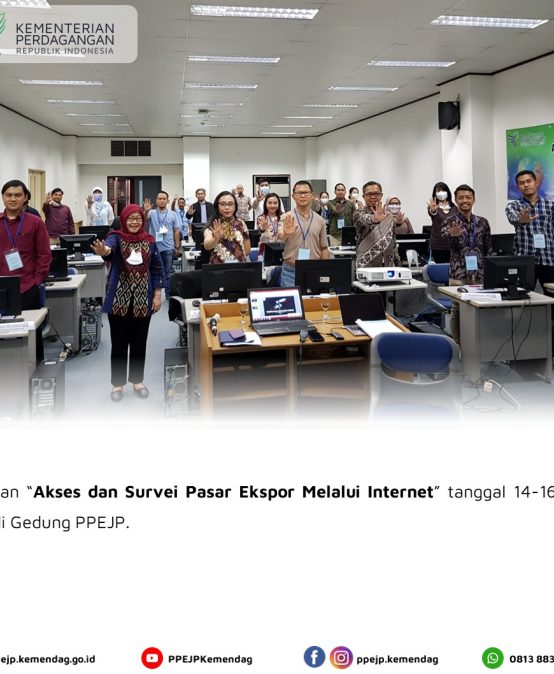 KEMENTERIAN
PERDAGANGAN
REPUBLIK INDONESIA
an “Akses dan Survei Pasar Ekspor Melalui Internet” tanggal 14-16
di Gedung PPEJP.
ejp.kemendag.go.id
PPEJPKemendag
ppejp.kemendag
0813 883